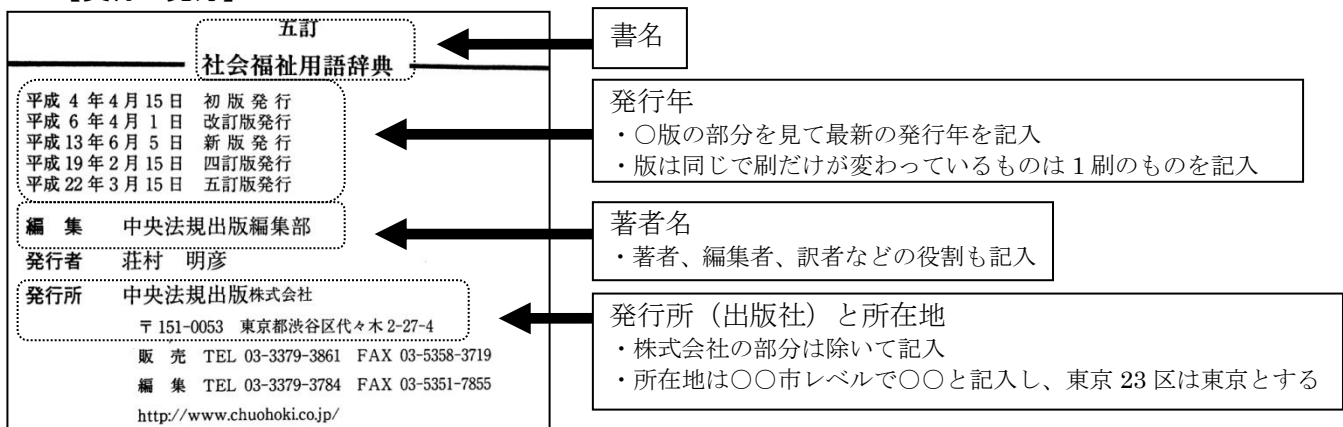 五訂
社会福祉用語辞典
平成 4 年 4 月 15 日 初版発行
平成 6 年 4 月 1 日 改訂版発行
平成 13 年 6 月 5 日 新版発行
平成 19 年 2 月 15 日 四訂版発行
平成 22 年 3 月 15 日 五訂版発行
編 集 中央法規出版編集部
発行者 荘村 明彦
発行所 中央法規出版株式会社
〒151-0053 東京都渋谷区代々木 2-27-4
販 売 TEL 03-3379-3861 FAX 03-5358-3719
編 集 TEL 03-3379-3784 FAX 03-5351-7855
http://www.chuohoki.co.jp/
書名
発行年
・○版の部分を見て最新の発行年を記入
・版は同じで刷だけが変わっているものは 1 刷のものを記入
著者名
・著者、編集者、訳者などの役割も記入
発行所（出版社）と所在地
・株式会社の部分は除いて記入
・所在地は○○市レベルで○○と記入し、東京 23 区は東京とする